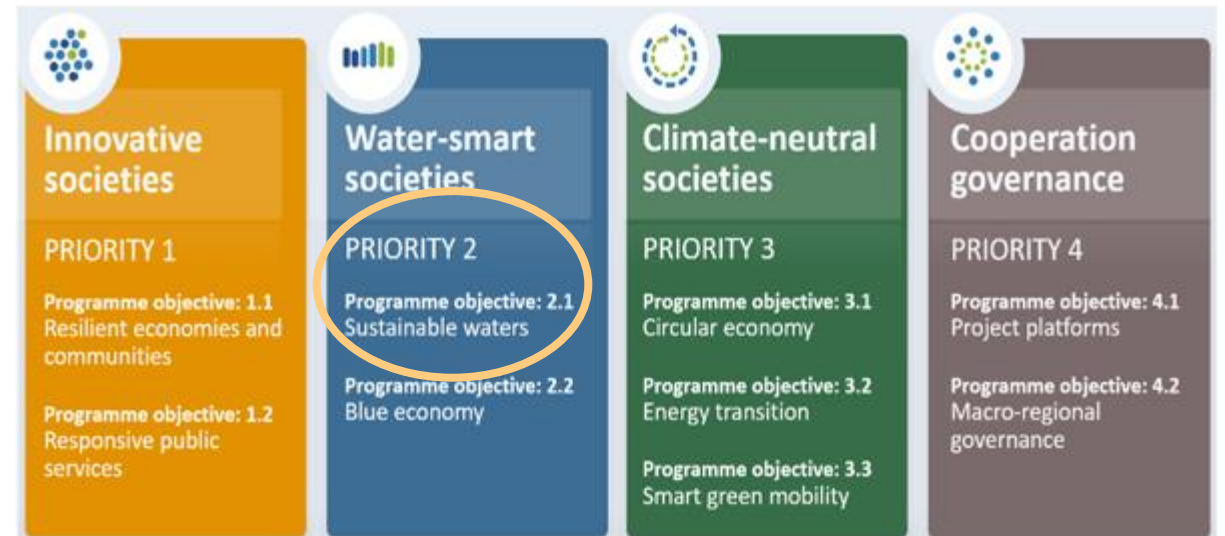 Innovative
societies
PRIORITY 1
Programme objective: 1.1
Resilient economies and
communities
Programme objective: 1.2
Responsive public
services
Water-smart
societies
PRIORITY 2
Programme objective: 2.1
Sustainable waters
Programme objective: 2.2
Blue economy
Climate-neutral
societies
PRIORITY 3
Programme objective: 3.1
Circular economy
Programme objective: 3.2
Energy transition
Programme objective: 3.3
Smart green mobility
Cooperation
governance
PRIORITY 4
Programme objective: 4.1
Project platforms
Programme objective: 4.2
Macro-regional
governance